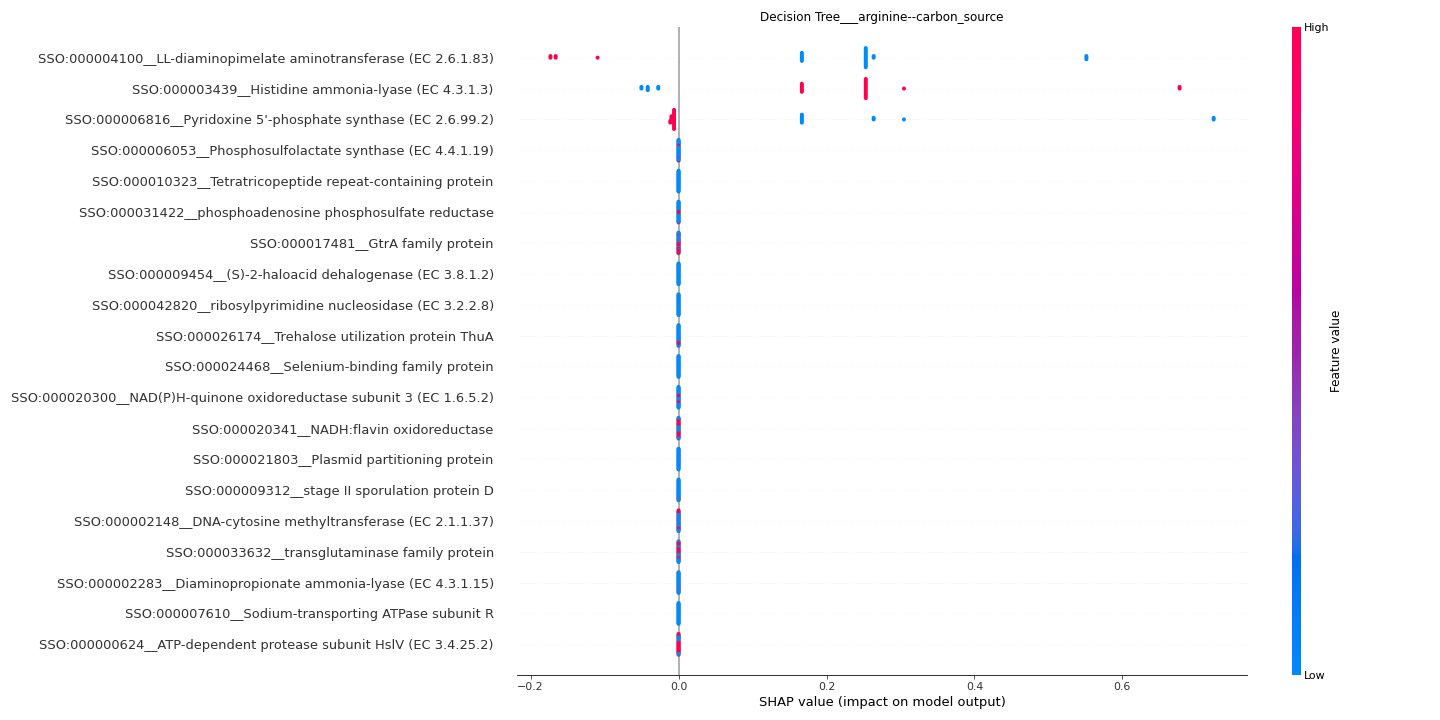 Decision Tree___arginine--carbon_source
High
SSO:000004100__LL-diaminopimelate aminotransferase (EC 2.6.1.83)
SSO:000003439__Histidine ammonia-lyase (EC 4.3.1.3)
SSO:000006816__Pyridoxine 5'-phosphate synthase (EC 2.6.99.2)
SSO:000006053__Phosphosulfolactate synthase (EC 4.4.1.19)
SSO:000010323__Tetratricopeptide repeat-containing protein
SSO:000031422__phosphoadenosine phosphosulfate reductase
SSO:000017481__GtrA family protein
SSO:000009454__(S)-2-haloacid dehalogenase (EC 3.8.1.2)
SSO:000042820__ribosylpyrimidine nucleosidase (EC 3.2.2.8)
SSO:000026174__Trehalose utilization protein ThuA
SSO:000024468__Selenium-binding family protein
SSO:000020300__NAD(P)H-quinone oxidoreductase subunit 3 (EC 1.6.5.2)
SSO:000020341__NADH:flavin oxidoreductase
SSO:000021803__Plasmid partitioning protein
SSO:000009312__stage II sporulation protein D
SSO:000002148__DNA-cytosine methyltransferase (EC 2.1.1.37)
SSO:000033632__transglutaminase family protein
SSO:000002283__Diaminopropionate ammonia-lyase (EC 4.3.1.15)
SSO:000007610__Sodium-transporting ATPase subunit R
SSO:000000624__ATP-dependent protease subunit HslV (EC 3.4.25.2)
Feature value
Low
−0.2 0.0 0.2 0.4 0.6
SHAP value (impact on model output)